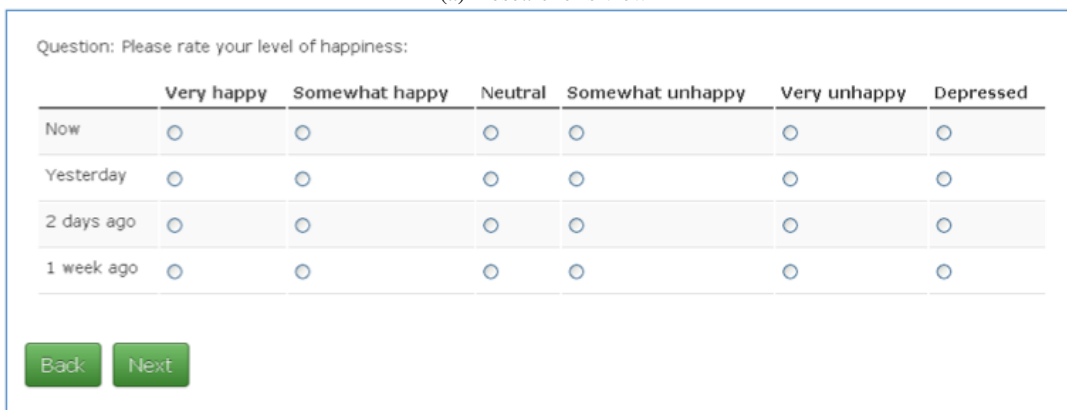 Question: Please rate your level of happiness:
Very happy Somewhat happy Neutral Somewhat unhappy Very unhappy Depressed
Now
Yesterday
2 days ago
1 week ago
Back Next